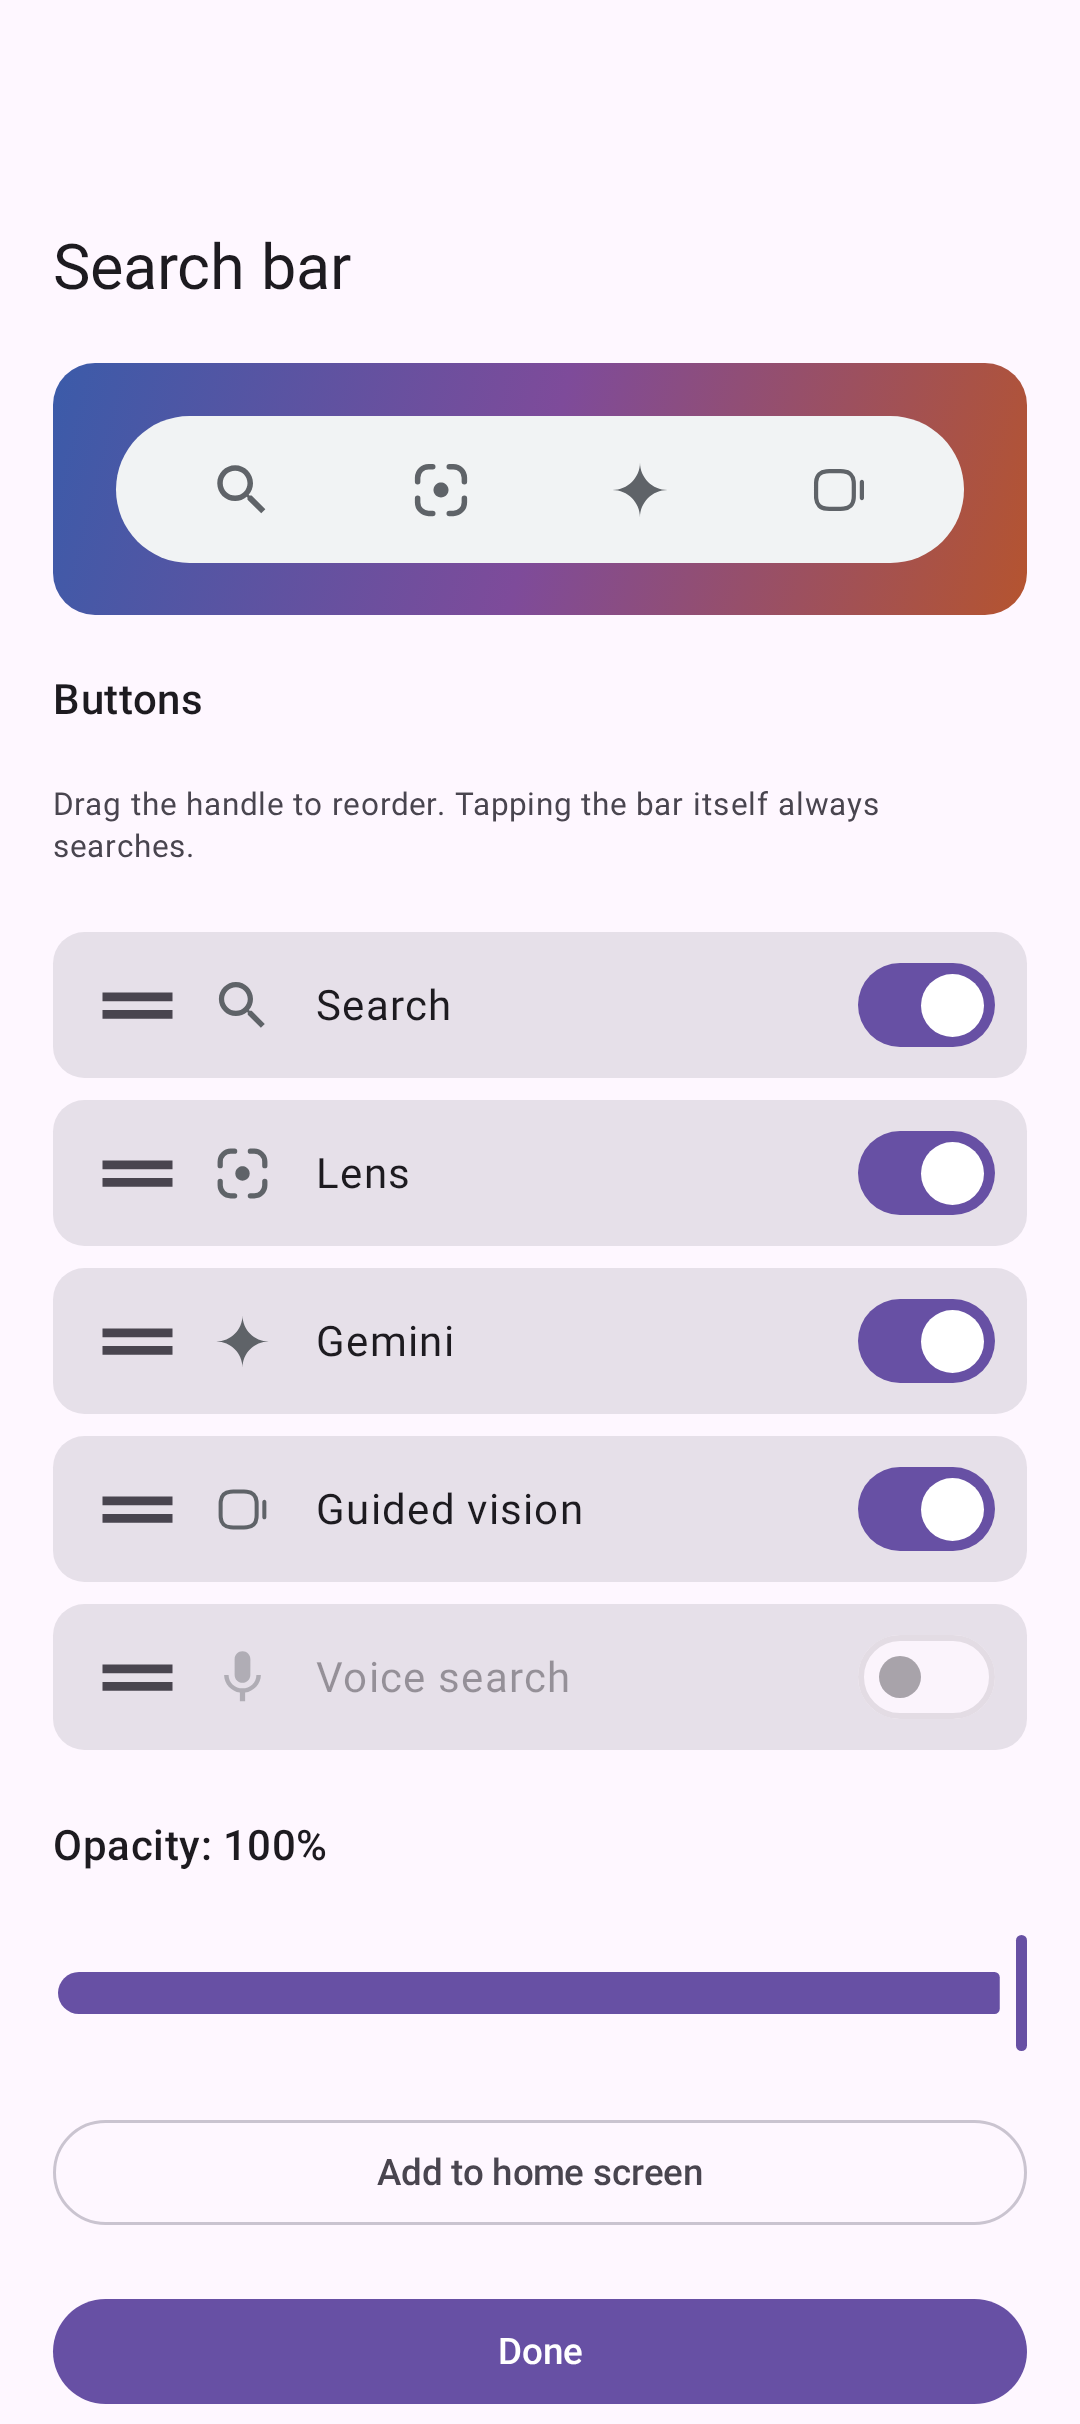 Search bar
Buttons
Drag the handle to reorder. Tapping the bar itself always
searches.
Search
Lens
Gemini
Guided vision
Voice search
Opacity: 100%
Add to home screen
Done